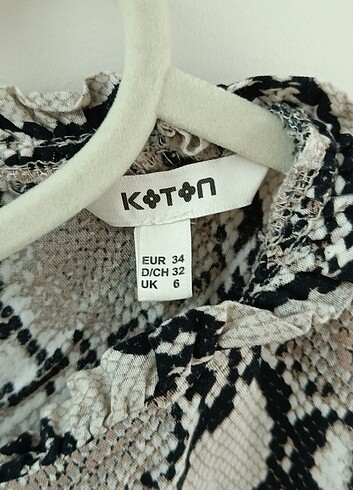 KOTON
EUR 34
D/CH 32
UK 6